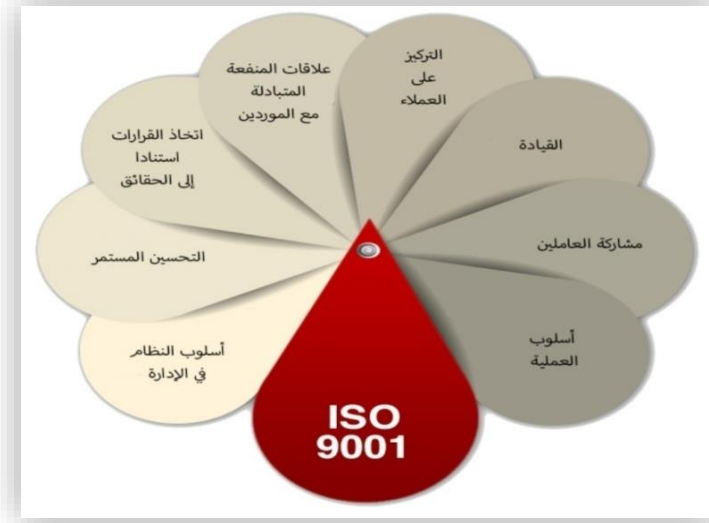 التركيز
على
العملاء
القيادة
مشاركة العاملين
أسلوب
العملية
علاقات المنفعة
المتبادلة
مع الموردين
اتخاذ القرارات
استنادا
إلى الحقائق
التحسين المستمر
أسلوب النظام
في الإدارة
ISO
9001